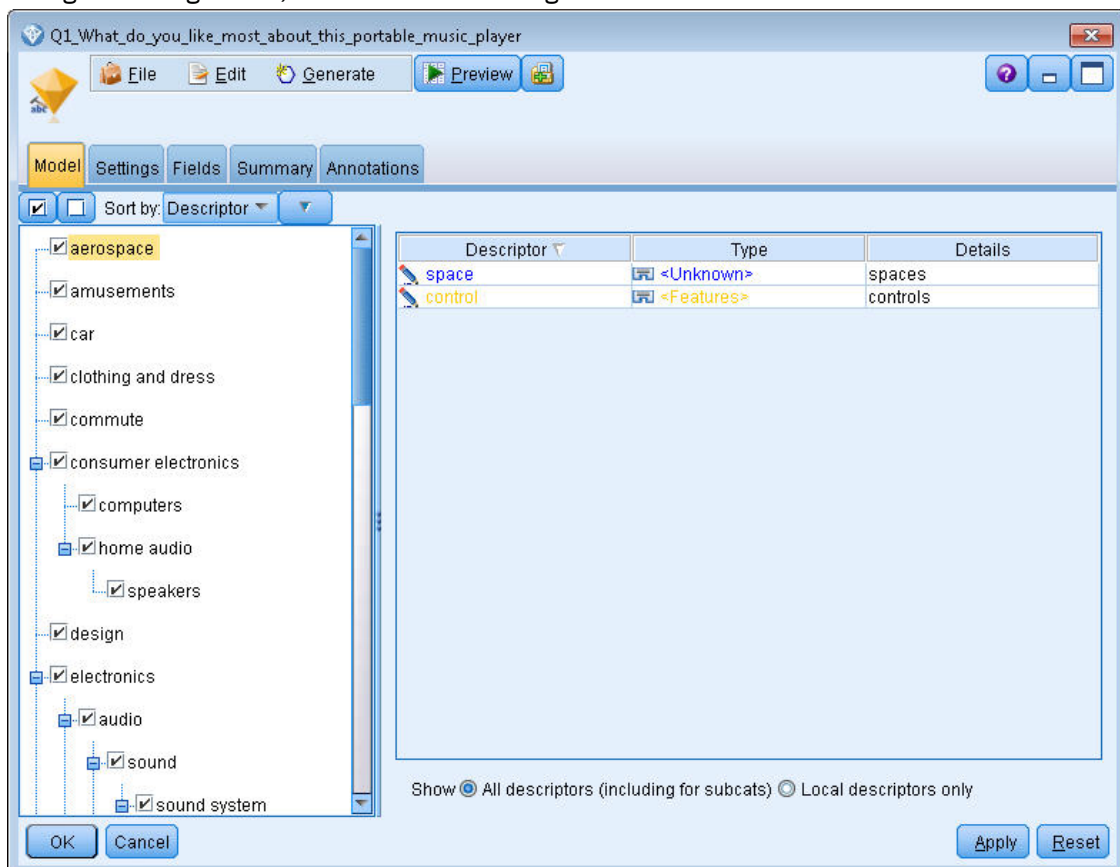 Q1_What_do_you_like_most_about_this_portable_music_player
File Edit Generate Preview
abc
Model Settings Fields Summary Annotations
Sort by: Descriptor
aerospace
amusements
car
clothing and dress
commute
consumer electronics
computers
home audio
speakers
design
electronics
audio
sound
sound system
Descriptor Type Details
space <Unknown> spaces
control <Features> controls
Show All descriptors (including for subcats) Local descriptors only
OK Cancel Apply Reset